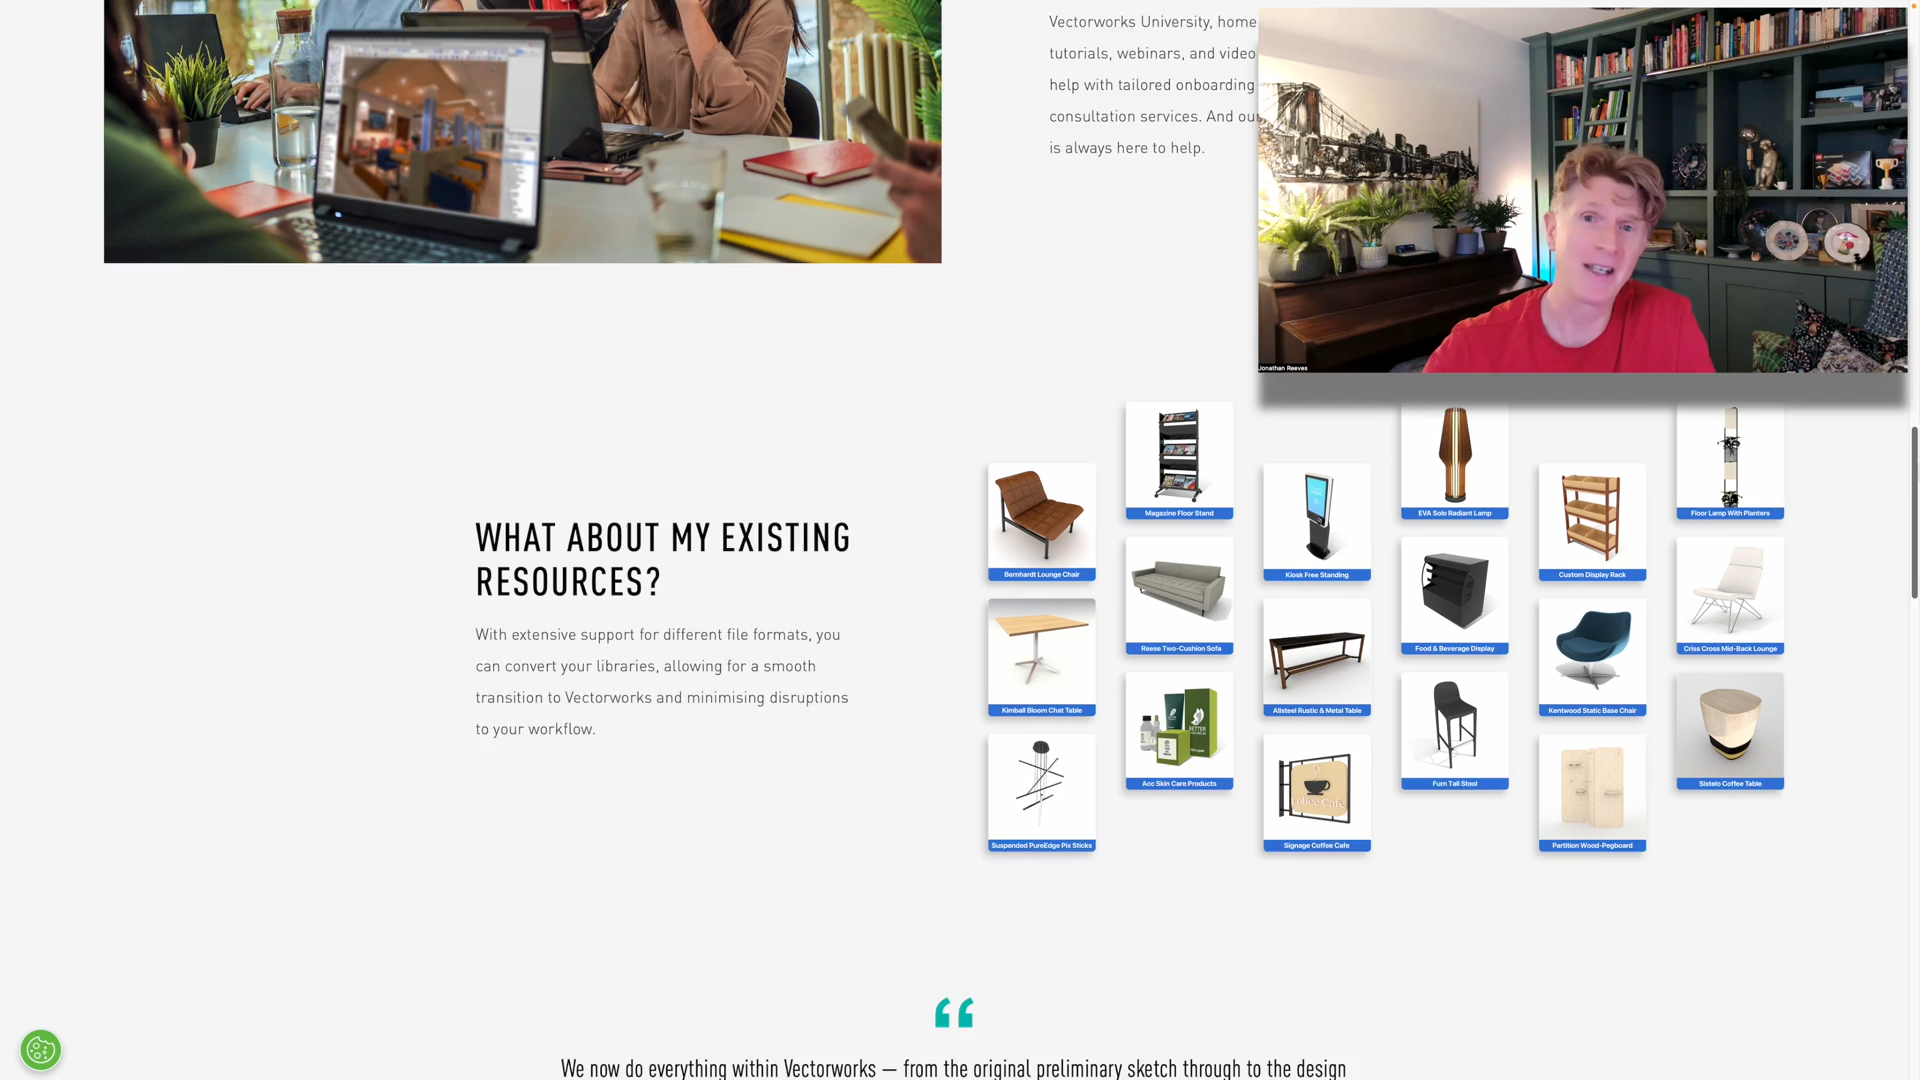 Vectorworks University, home
tutorials, webinars, and video
help with tailored onboarding
consultation services. And our
is always here to help.
Jonathan Reeves
WHAT ABOUT MY EXISTING
RESOURCES?
With extensive support for different file formats, you
can convert your libraries, allowing for a smooth
transition to Vectorworks and minimising disruptions
to your workflow.
Magazine Floor Stand
EVA Solo Radiant Lamp
Floor Lamp With Planters
Bernhardt Lounge Chair
Kiosk Free Standing
Custom Display Rack
Reese Two-Cushion Sofa
Food & Beverage Display
Criss Cross Mid-Back Lounge
Kimball Bloom Chat Table
Allsteel Rustic & Metal Table
Kentwood Static Base Chair
BETTER
Acc Skin Care Products
Furn Tall Stool
Sistelo Coffee Table
Coffee Cafe
Suspended PureEdge Pix Sticks
Signage Coffee Cafe
Partition Wood-Pegboard
“
We now do everything within Vectorworks — from the original preliminary sketch through to the design